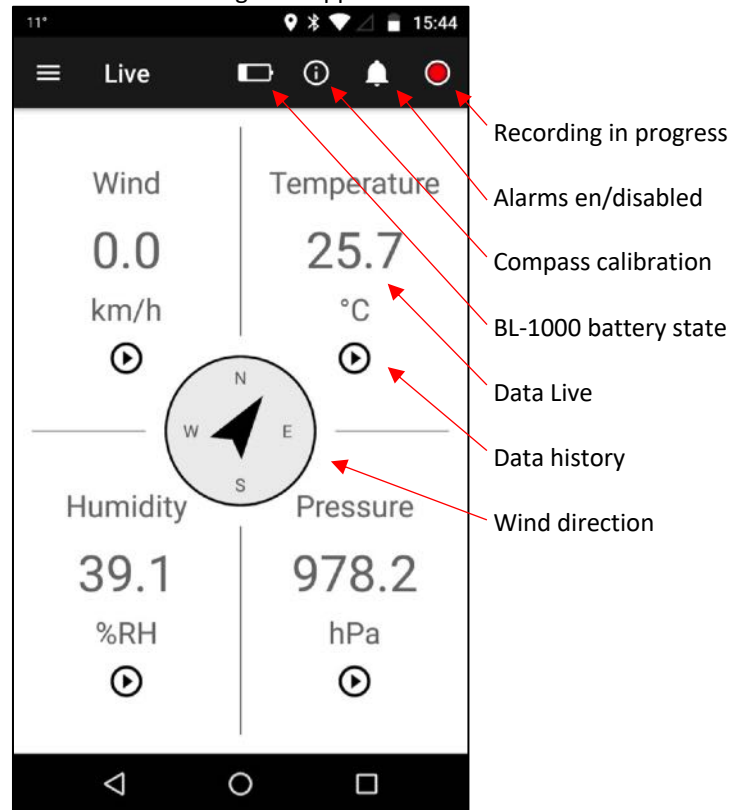 11° 15:44
Live
Recording in progress
Alarms en/disabled
Compass calibration
BL-1000 battery state
Data Live
Data history
Wind direction
Wind Temperature
0.0 25.7
km/h °C
N
W E
S
Humidity Pressure
39.1 978.2
%RH hPa